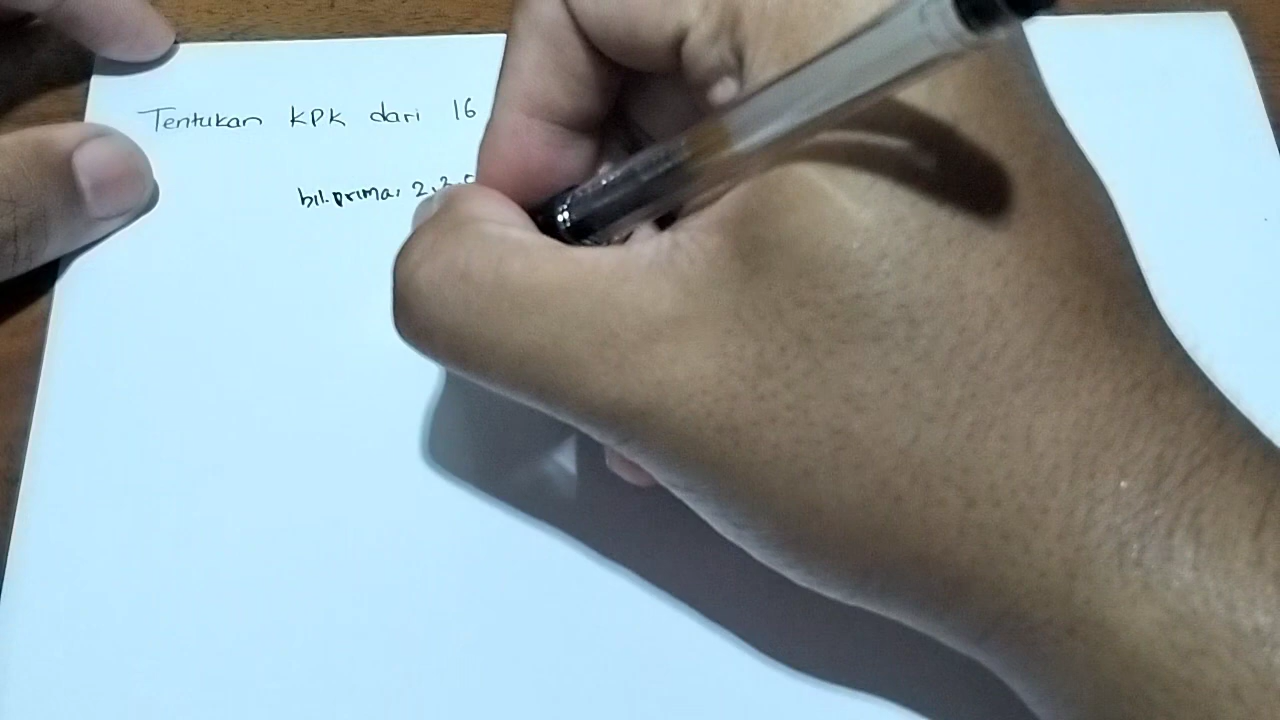 Tentukan KPK dari 16
bil. prima, 2, 3,